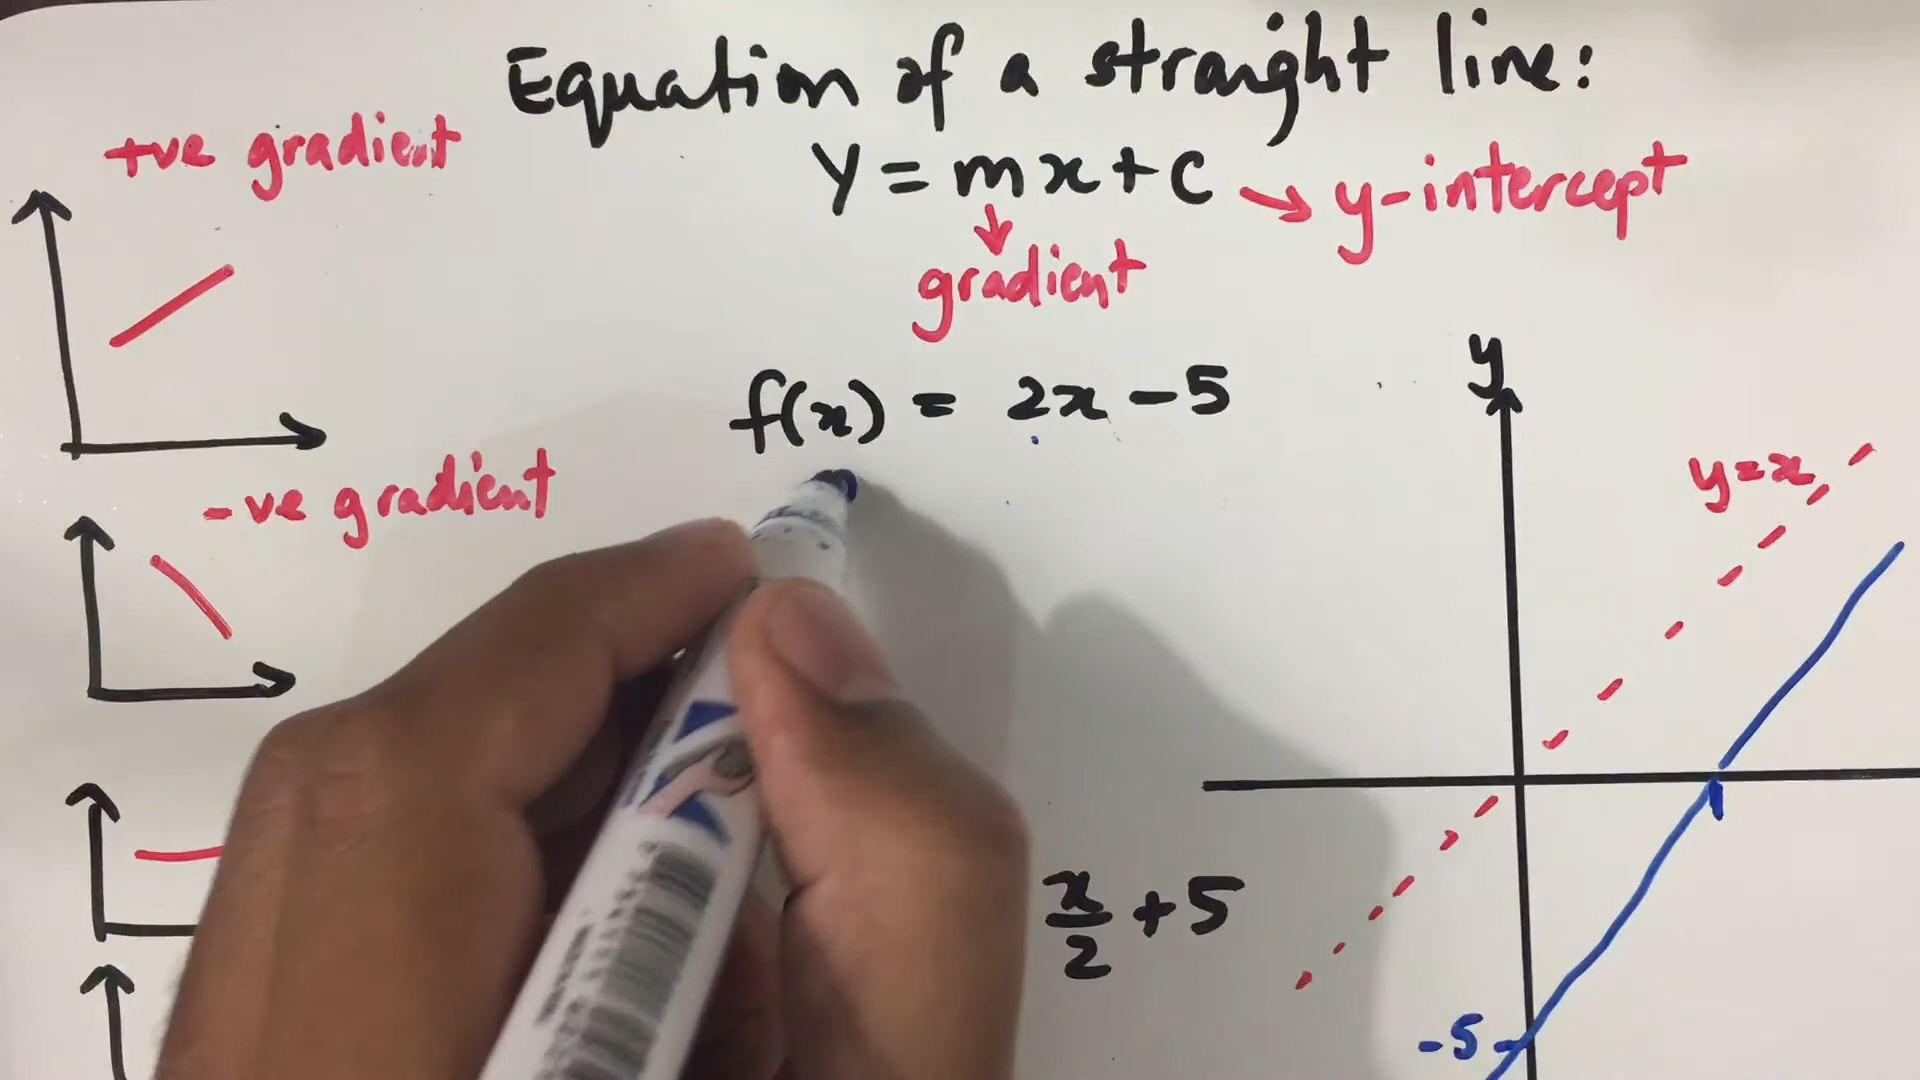 Equation of a straight line:
+ve gradient
y = mx + c → y-intercept
↓
gradient
f(x) = 2x - 5
-ve gradient
y
y=x
x/2 + 5
-5